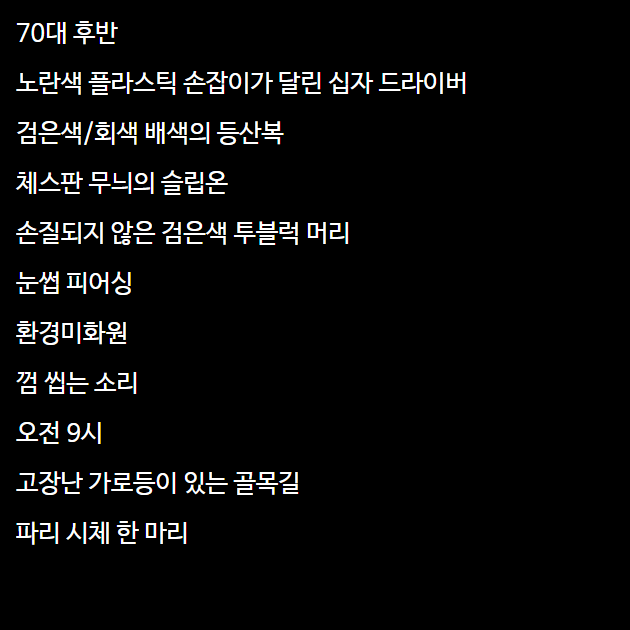 70대 후반
노란색 플라스틱 손잡이가 달린 십자 드라이버
검은색/회색 배색의 등산복
체스판 무늬의 슬립온
손질되지 않은 검은색 투블럭 머리
눈썹 피어싱
환경미화원
껌 씹는 소리
오전 9시
고장난 가로등이 있는 골목길
파리 시체 한 마리